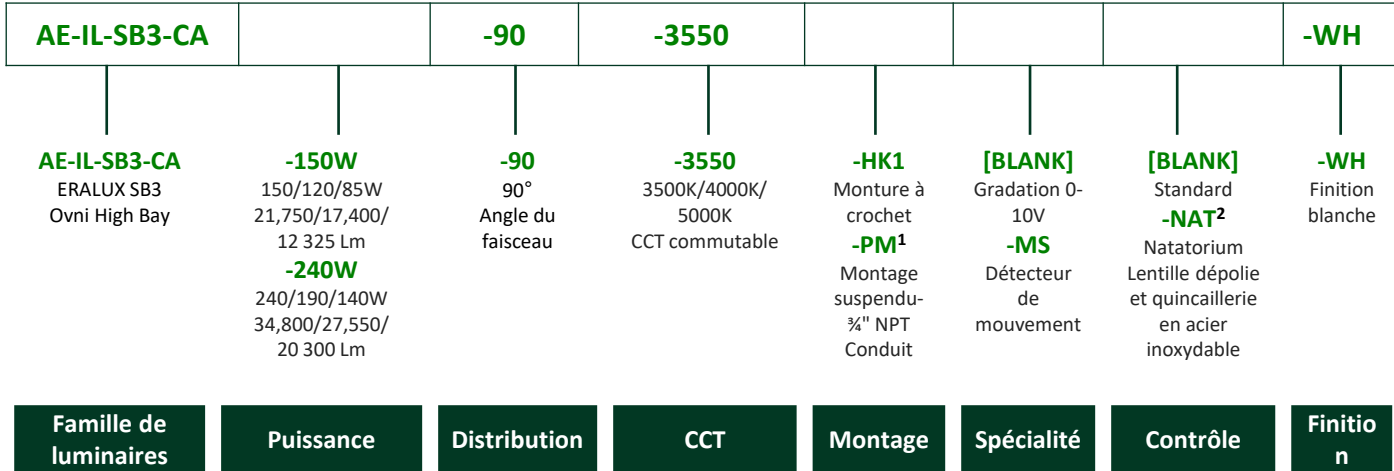 AE-IL-SB3-CA -90 -3550 -WH
AE-IL-SB3-CA
ERALUX SB3
Ovni High Bay
-150W
150/120/85W
21,750/17,400/
12 325 Lm
-240W
240/190/140W
34,800/27,550/
20 300 Lm
-90
90°
Angle du
faisceau
-3550
3500K/4000K/
5000K
CCT commutable
-HK1
Monture à
crochet
-PM¹
Montage
suspendu-
¾" NPT
Conduit
[BLANK]
Gradation 0-
10V
-MS
Détecteur
de
mouvement
[BLANK]
Standard
-NAT²
Natatorium
Lentille dépolie
et quincaillerie
en acier
inoxydable
-WH
Finition
blanche
Famille de
luminaires
Puissance
Distribution
CCT
Montage
Spécialité
Contrôle
Finitio
n